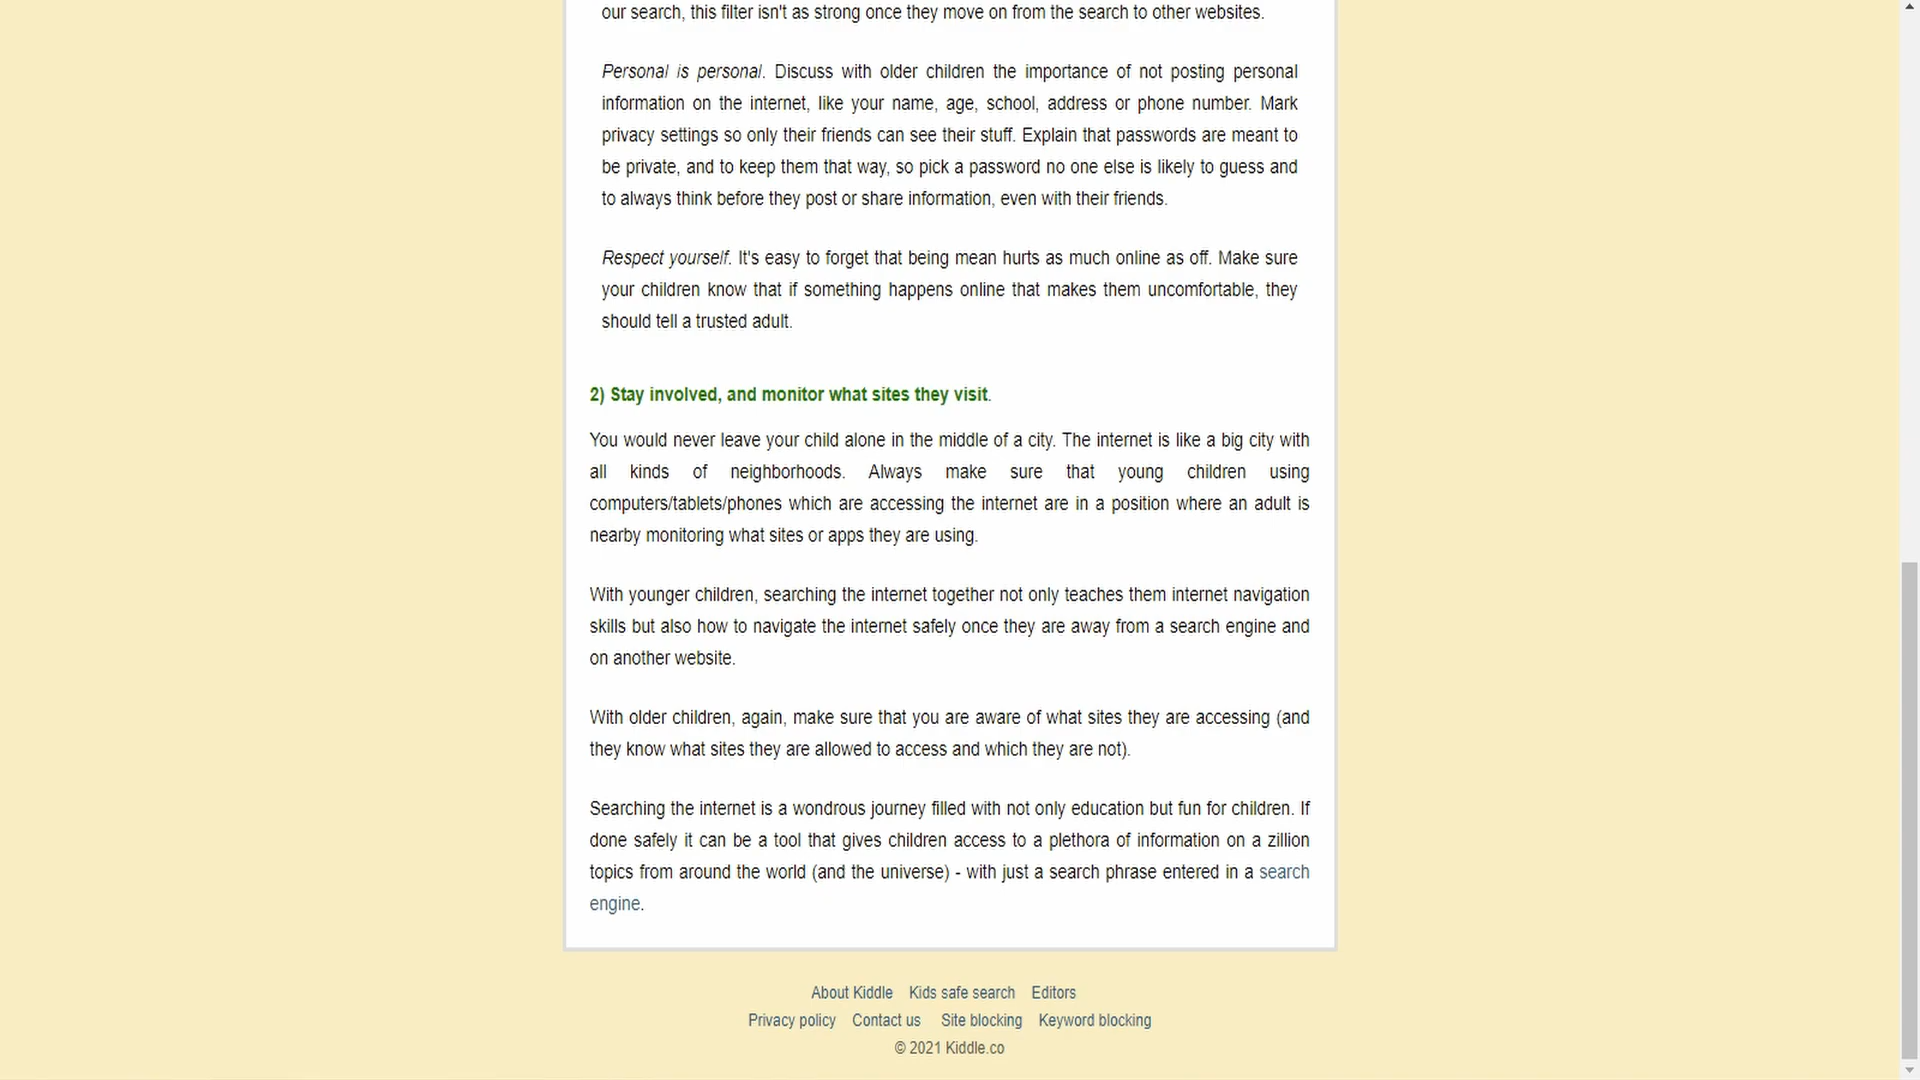 our search, this filter isn't as strong once they move on from the search to other websites.
Personal is personal. Discuss with older children the importance of not posting personal
information on the internet, like your name, age, school, address or phone number. Mark
privacy settings so only their friends can see their stuff. Explain that passwords are meant to
be private, and to keep them that way, so pick a password no one else is likely to guess and
to always think before they post or share information, even with their friends.
Respect yourself. It's easy to forget that being mean hurts as much online as off. Make sure
your children know that if something happens online that makes them uncomfortable, they
should tell a trusted adult.
2) Stay involved, and monitor what sites they visit.
You would never leave your child alone in the middle of a city. The internet is like a big city with
all kinds of neighborhoods. Always make sure that young children using
computers/tablets/phones which are accessing the internet are in a position where an adult is
nearby monitoring what sites or apps they are using.
With younger children, searching the internet together not only teaches them internet navigation
skills but also how to navigate the internet safely once they are away from a search engine and
on another website.
With older children, again, make sure that you are aware of what sites they are accessing (and
they know what sites they are allowed to access and which they are not).
Searching the internet is a wondrous journey filled with not only education but fun for children. If
done safely it can be a tool that gives children access to a plethora of information on a zillion
topics from around the world (and the universe) - with just a search phrase entered in a search
engine.
About Kiddle Kids safe search Editors
Privacy policy Contact us Site blocking Keyword blocking
© 2021 Kiddle.co